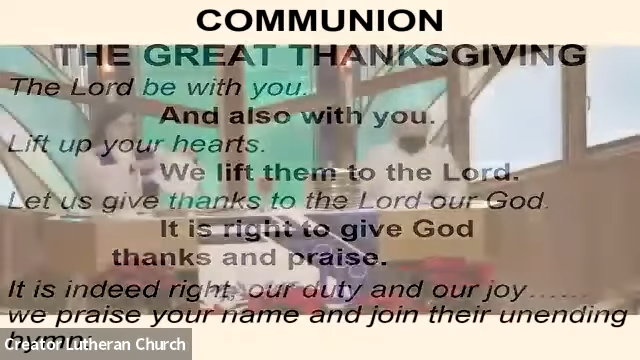 COMMUNION
THE GREAT THANKSGIVING
The Lord be with you.
And also with you.
Lift up your hearts.
We lift them to the Lord.
Let us give thanks to the Lord our God.
It is right to give God
thanks and praise.
It is indeed right, our duty and our joy……
we praise your name and join their unending
hymn:
Creator Lutheran Church